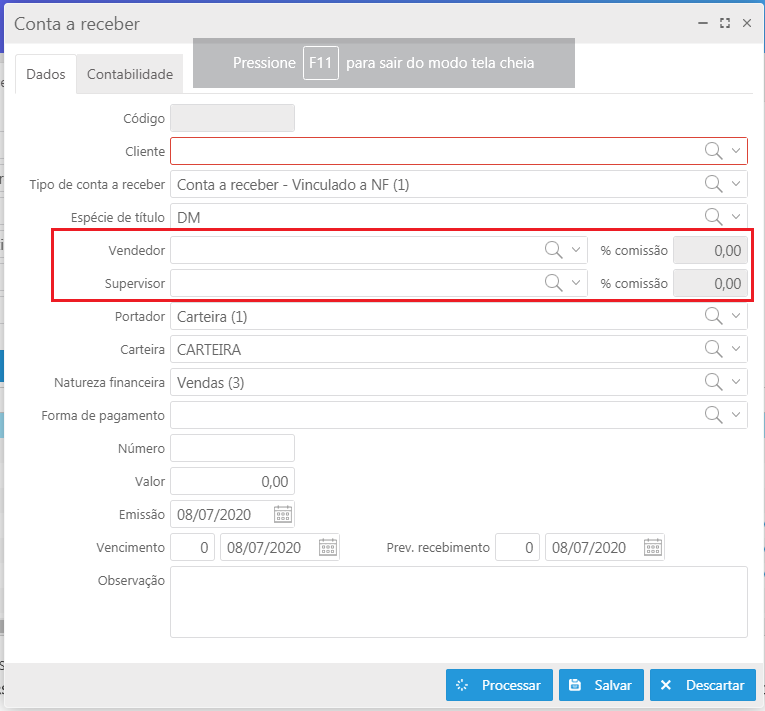 Conta a receber
Pressione F11 para sair do modo tela cheia
Dados Contabilidade
Código
Cliente
Tipo de conta a receber Conta a receber - Vinculado a NF (1)
Espécie de título DM
Vendedor % comissão 0,00
Supervisor % comissão 0,00
Portador Carteira (1)
Carteira CARTEIRA
Natureza financeira Vendas (3)
Forma de pagamento
Número
Valor 0,00
Emissão 08/07/2020
Vencimento 0 08/07/2020 Prev. recebimento 0 08/07/2020
Observação
Processar Salvar Descartar